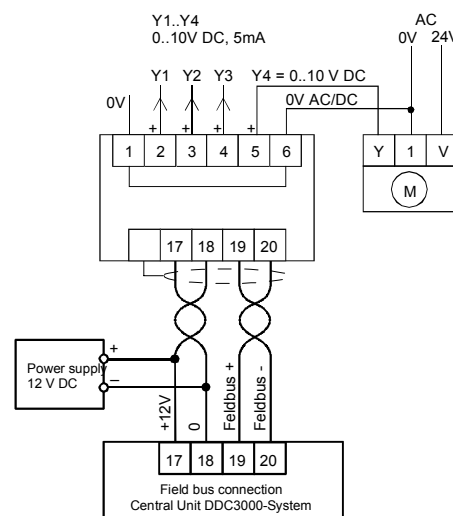 Y1..Y4
0..10V DC, 5mA
AC
0V 24V
Y1 Y2 Y3 Y4 = 0..10 V DC
0V
0V AC/DC
+ + + +
1 2 3 4 5 6
Y 1 V
M
17 18 19 20
Power supply
12 V DC
+
–
+12V
0
Feldbus +
Feldbus -
17 18 19 20
Field bus connection
Central Unit DDC3000-System